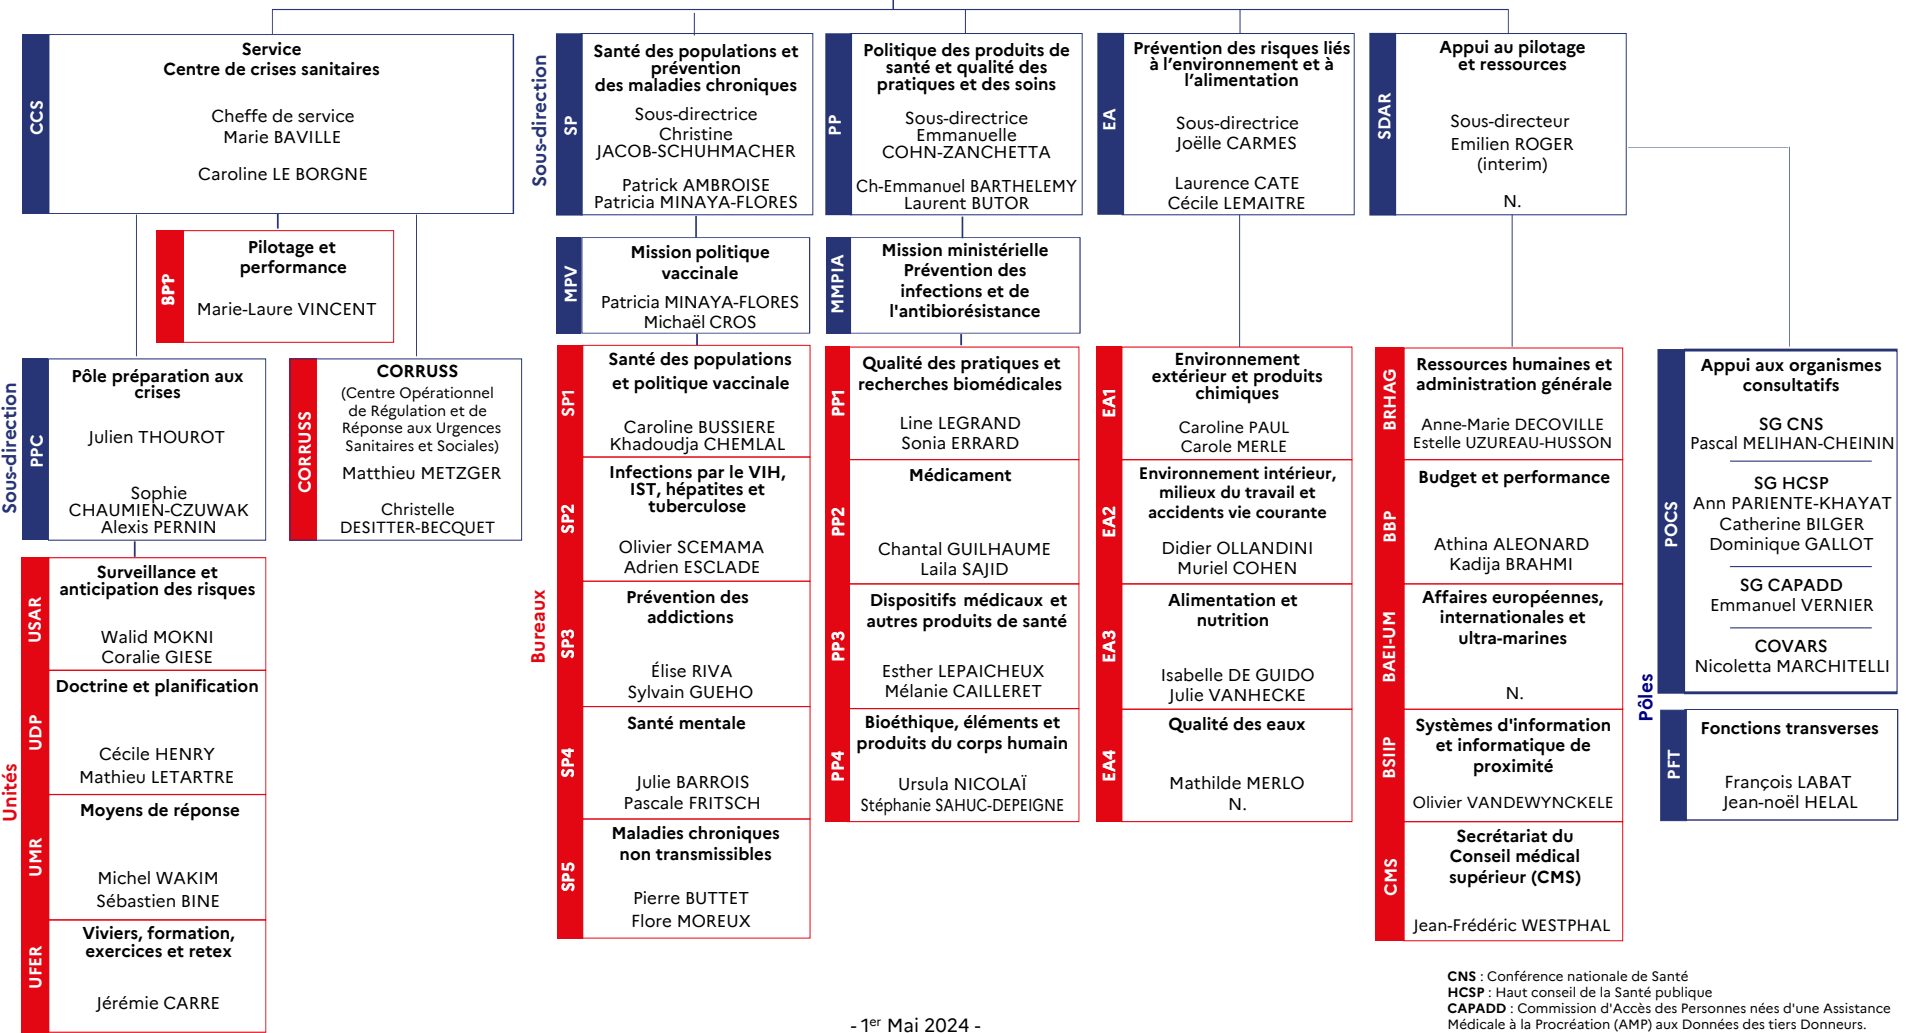 CCS
Service
Centre de crises sanitaires
Cheffe de service
Marie BAVILLE
Caroline LE BORGNE
BPP
Pilotage et
performance
Marie-Laure VINCENT
Sous-direction
PPC
Pôle préparation aux
crises
Julien THOUROT
Sophie
CHAUMIEN-CZUWAK
Alexis PERNIN
CORRUSS
CORRUSS
(Centre Opérationnel
de Régulation et de
Réponse aux Urgences
Sanitaires et Sociales)
Matthieu METZGER
Christelle
DESITTER-BECQUET
Unités
USAR
Surveillance et
anticipation des risques
Walid MOKNI
Coralie GIESE
UDP
Doctrine et planification
Cécile HENRY
Mathieu LETARTRE
UMR
Moyens de réponse
Michel WAKIM
Sébastien BINE
UFER
Viviers, formation,
exercices et retex
Jérémie CARRE
Sous-direction
SP
Santé des populations et
prévention
des maladies chroniques
Sous-directrice
Christine
JACOB-SCHUHMACHER
Patrick AMBROISE
Patricia MINAYA-FLORES
MPV
Mission politique
vaccinale
Patricia MINAYA-FLORES
Michaël CROS
Bureaux
SP1
Santé des populations
et politique vaccinale
Caroline BUSSIERE
Khadoudja CHEMLAL
SP2
Infections par le VIH,
IST, hépatites et
tuberculose
Olivier SCEMAMA
Adrien ESCLADE
SP3
Prévention des
addictions
Élise RIVA
Sylvain GUEHO
SP4
Santé mentale
Julie BARROIS
Pascale FRITSCH
SP5
Maladies chroniques
non transmissibles
Pierre BUTTET
Flore MOREUX
PP
Politique des produits de
santé et qualité des
pratiques et des soins
Sous-directrice
Emmanuelle
COHN-ZANCHETTA
Ch-Emmanuel BARTHELEMY
Laurent BUTOR
MMPIA
Mission ministérielle
Prévention des
infections et de
l'antibiorésistance
PP1
Qualité des pratiques et
recherches biomédicales
Line LEGRAND
Sonia ERRARD
PP2
Médicament
Chantal GUILHAUME
Laila SAJID
PP3
Dispositifs médicaux et
autres produits de santé
Esther LEPAICHEUX
Mélanie CAILLERET
PP4
Bioéthique, éléments et
produits du corps humain
Ursula NICOLAÏ
Stéphanie SAHUC-DEPEIGNE
EA
Prévention des risques liés
à l'environnement et à
l'alimentation
Sous-directrice
Joëlle CARMES
Laurence CATE
Cécile LEMAITRE
EA1
Environnement
extérieur et produits
chimiques
Caroline PAUL
Carole MERLE
EA2
Environnement intérieur,
milieux du travail et
accidents vie courante
Didier OLLANDINI
Muriel COHEN
EA3
Alimentation et
nutrition
Isabelle DE GUIDO
Julie VANHECKE
EA4
Qualité des eaux
Mathilde MERLO
N.
SDAR
Appui au pilotage
et ressources
Sous-directeur
Emilien ROGER
(interim)
N.
BRHAG
Ressources humaines et
administration générale
Anne-Marie DECOVILLE
Estelle UZUREAU-HUSSON
BBP
Budget et performance
Athina ALEONARD
Kadija BRAHMI
BAEI-UM
Affaires européennes,
internationales et
ultra-marines
N.
BSIIP
Systèmes d'information
et informatique de
proximité
Olivier VANDEWYNCKELE
CMS
Secrétariat du
Conseil médical
supérieur (CMS)
Jean-Frédéric WESTPHAL
Pôles
POCS
Appui aux organismes
consultatifs
SG CNS
Pascal MELIHAN-CHEININ
SG HCSP
Ann PARIENTE-KHAYAT
Catherine BILGER
Dominique GALLOT
SG CAPADD
Emmanuel VERNIER
COVARS
Nicoletta MARCHITELLI
PFT
Fonctions transverses
François LABAT
Jean-noël HELAL
CNS : Conférence nationale de Santé
HCSP : Haut conseil de la Santé publique
CAPADD : Commission d'Accès des Personnes nées d'une Assistance
Médicale à la Procréation (AMP) aux Données des tiers Donneurs.
- 1er Mai 2024 -